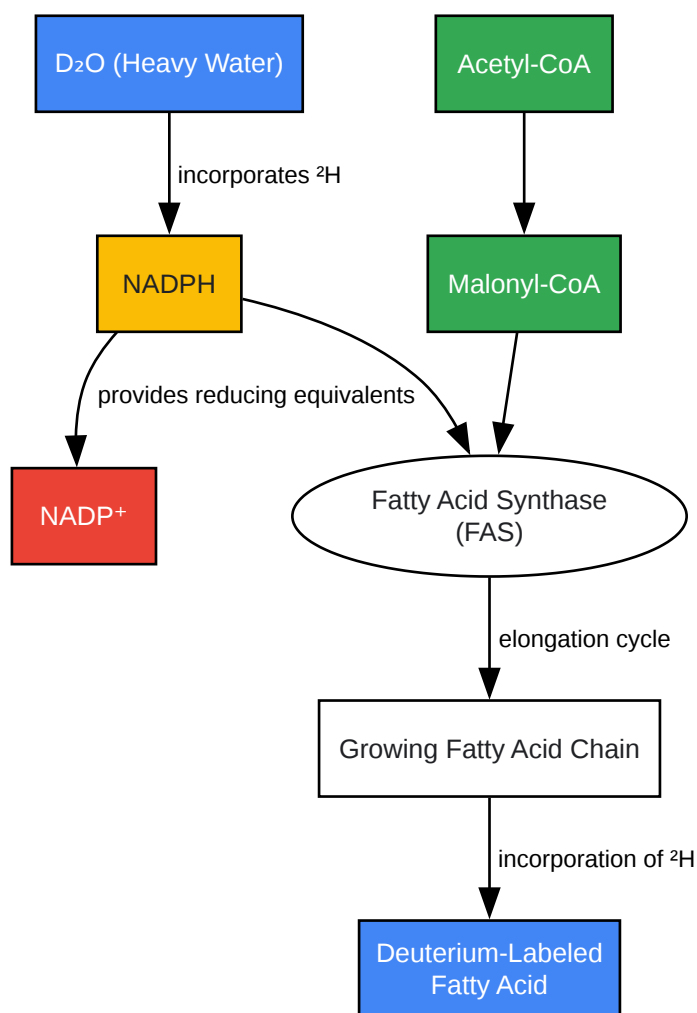 D₂O (Heavy Water)
Acetyl-CoA
incorporates ²H
NADPH
Malonyl-CoA
provides reducing equivalents
NADP⁺
Fatty Acid Synthase
(FAS)
elongation cycle
Growing Fatty Acid Chain
incorporation of ²H
Deuterium-Labeled
Fatty Acid